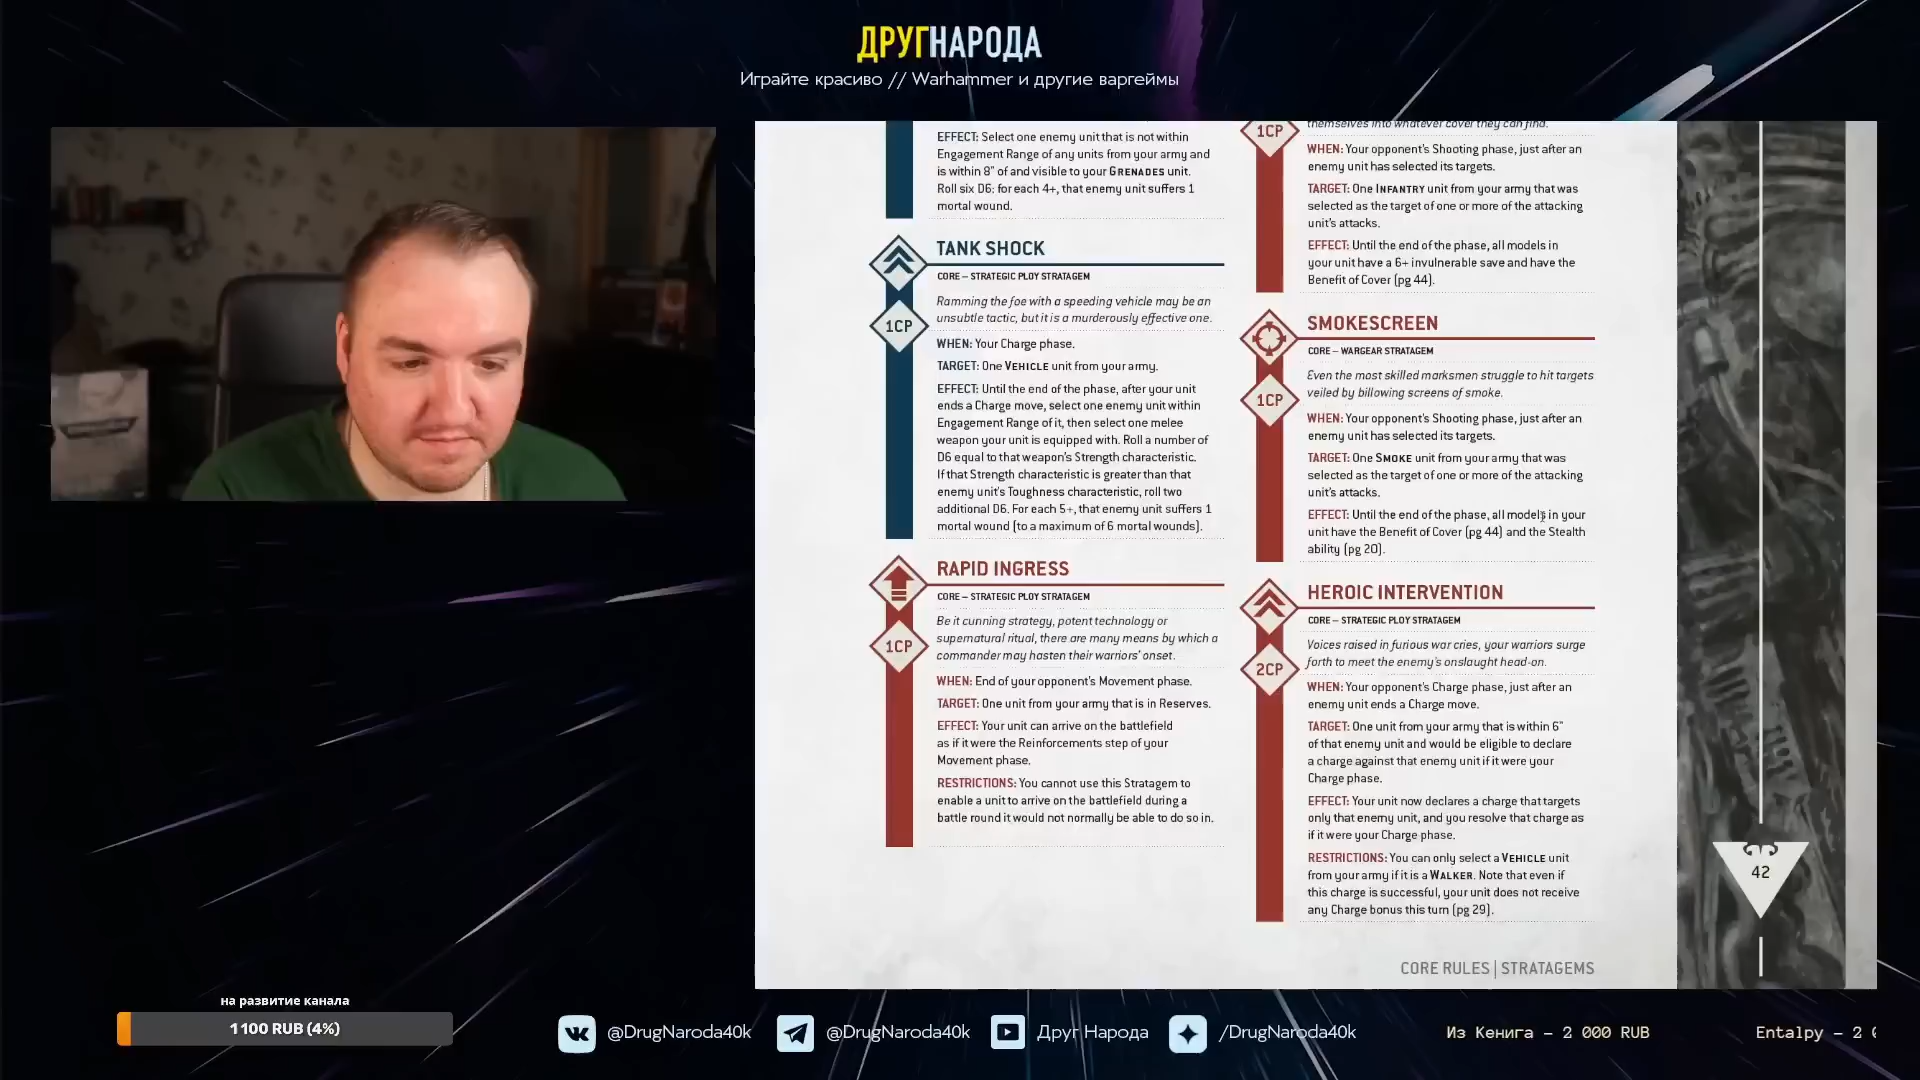 ДРУГНАРОДА
Играйте красиво // Warhammer и другие варгеймы
EFFECT: Select one enemy unit that is not within
Engagement Range of any units from your army and
is within 8" of and visible to your GRENADES unit.
Roll six D6: for each 4+, that enemy unit suffers 1
mortal wound.
TANK SHOCK
CORE – STRATEGIC PLOY STRATAGEM
Ramming the foe with a speeding vehicle may be an
unsubtle tactic, but it is a murderously effective one.
1CP
WHEN: Your Charge phase.
TARGET: One VEHICLE unit from your army.
EFFECT: Until the end of the phase, after your unit
ends a Charge move, select one enemy unit within
Engagement Range of it, then select one melee
weapon your unit is equipped with. Roll a number of
D6 equal to that weapon's Strength characteristic.
If that Strength characteristic is greater than that
enemy unit's Toughness characteristic, roll two
additional D6. For each 5+, that enemy unit suffers 1
mortal wound (to a maximum of 6 mortal wounds).
RAPID INGRESS
CORE – STRATEGIC PLOY STRATAGEM
Be it cunning strategy, potent technology or
supernatural ritual, there are many means by which a
commander may hasten their warriors' onset.
1CP
WHEN: End of your opponent's Movement phase.
TARGET: One unit from your army that is in Reserves.
EFFECT: Your unit can arrive on the battlefield
as if it were the Reinforcements step of your
Movement phase.
RESTRICTIONS: You cannot use this Stratagem to
enable a unit to arrive on the battlefield during a
battle round it would not normally be able to do so in.
themselves into whatever cover they can find.
1CP
WHEN: Your opponent's Shooting phase, just after an
enemy unit has selected its targets.
TARGET: One INFANTRY unit from your army that was
selected as the target of one or more of the attacking
unit's attacks.
EFFECT: Until the end of the phase, all models in
your unit have a 6+ invulnerable save and have the
Benefit of Cover (pg 44).
SMOKESCREEN
CORE – WARGEAR STRATAGEM
Even the most skilled marksmen struggle to hit targets
veiled by billowing screens of smoke.
1CP
WHEN: Your opponent's Shooting phase, just after an
enemy unit has selected its targets.
TARGET: One SMOKE unit from your army that was
selected as the target of one or more of the attacking
unit's attacks.
EFFECT: Until the end of the phase, all models in your
unit have the Benefit of Cover (pg 44) and the Stealth
ability (pg 20).
HEROIC INTERVENTION
CORE – STRATEGIC PLOY STRATAGEM
Voices raised in furious war cries, your warriors surge
forth to meet the enemy's onslaught head-on.
2CP
WHEN: Your opponent's Charge phase, just after an
enemy unit ends a Charge move.
TARGET: One unit from your army that is within 6"
of that enemy unit and would be eligible to declare
a charge against that enemy unit if it were your
Charge phase.
EFFECT: Your unit now declares a charge that targets
only that enemy unit, and you resolve that charge as
if it were your Charge phase.
RESTRICTIONS: You can only select a VEHICLE unit
from your army if it is a WALKER. Note that even if
this charge is successful, your unit does not receive
any Charge bonus this turn (pg 29).
42
CORE RULES | STRATAGEMS
на развитие канала
1100 RUB (4%)
@DrugNaroda40k
@DrugNaroda40k
Друг Народа
/DrugNaroda40k
Из Кенига – 2 000 RUB
Entalpy – 2